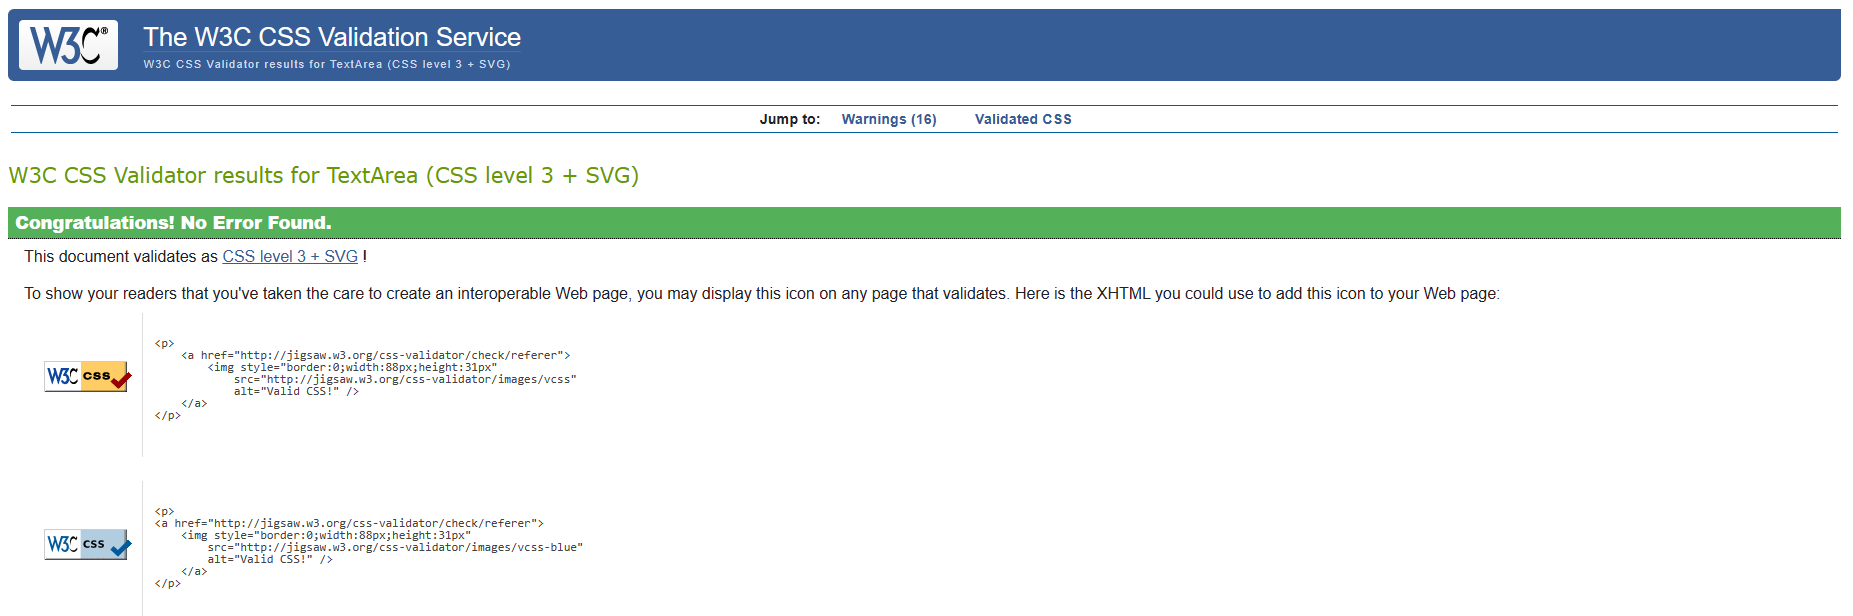 W3C®
The W3C CSS Validation Service
W3C CSS Validator results for TextArea (CSS level 3 + SVG)
Jump to: Warnings (16) Validated CSS
W3C CSS Validator results for TextArea (CSS level 3 + SVG)
Congratulations! No Error Found.
This document validates as CSS level 3 + SVG !
To show your readers that you've taken the care to create an interoperable Web page, you may display this icon on any page that validates. Here is the XHTML you could use to add this icon to your Web page:
W3C css
<p>
    <a href="http://jigsaw.w3.org/css-validator/check/referer">
        <img style="border:0;width:88px;height:31px"
            src="http://jigsaw.w3.org/css-validator/images/vcss"
            alt="Valid CSS!" />
    </a>
</p>
W3C css
<p>
<a href="http://jigsaw.w3.org/css-validator/check/referer">
    <img style="border:0;width:88px;height:31px"
        src="http://jigsaw.w3.org/css-validator/images/vcss-blue"
        alt="Valid CSS!" />
    </a>
</p>